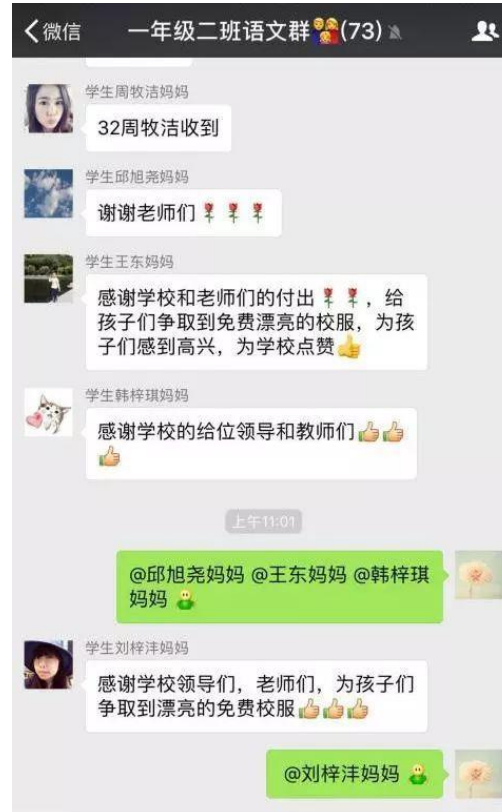 微信
一年级二班语文群(73)
学生周牧洁妈妈
32周牧洁收到
学生邱旭尧妈妈
谢谢老师们🌹🌹🌹
学生王东妈妈
感谢学校和老师们的付出🌹🌹，给
孩子们争取到免费漂亮的校服，为孩
子们感到高兴，为学校点赞👍
学生韩梓琪妈妈
感谢学校的给位领导和教师们👍👍
👍
上午11:01
@邱旭尧妈妈 @王东妈妈 @韩梓琪
妈妈
学生刘梓沣妈妈
感谢学校领导们，老师们，为孩子们
争取到漂亮的免费校服👍👍👍
@刘梓沣妈妈